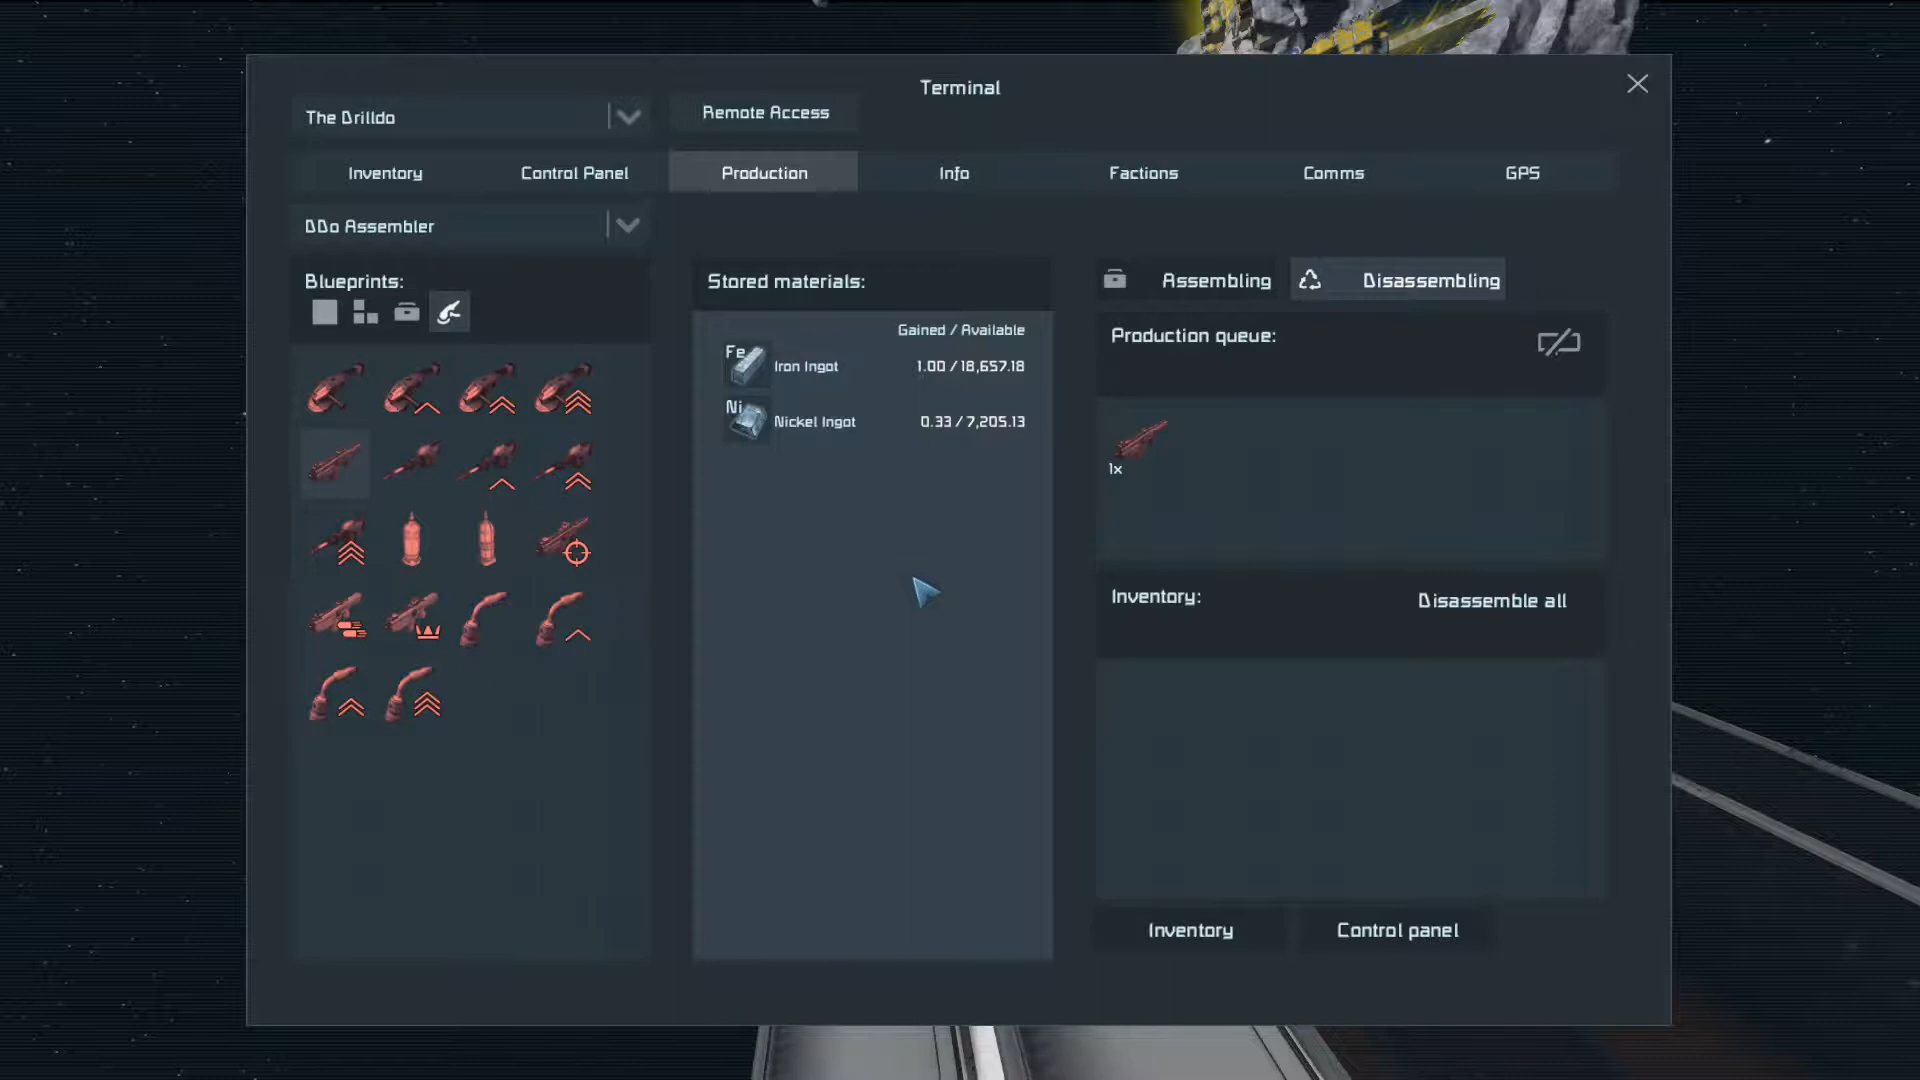 Terminal
The Drilldo
Remote Access
Inventory
Control Panel
Production
Info
Factions
Comms
GPS
DDo Assembler
Blueprints:
Stored materials:
Gained / Available
Fe
Iron Ingot
1.00 / 18,657.18
Ni
Nickel Ingot
0.33 / 7,205.13
Assembling
Disassembling
Production queue:
1x
Inventory:
Disassemble all
Inventory
Control panel